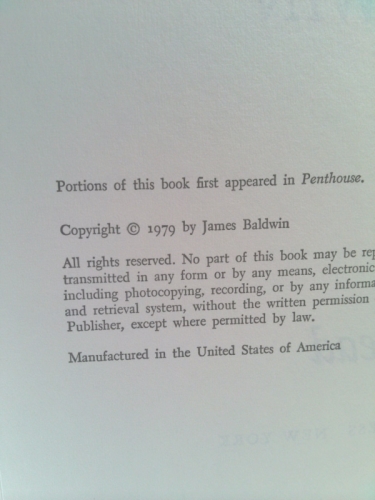 Portions of this book first appeared in Penthouse.
Copyright © 1979 by James Baldwin
All rights reserved. No part of this book may be rep
transmitted in any form or by any means, electronic
including photocopying, recording, or by any informa
and retrieval system, without the written permission
Publisher, except where permitted by law.
Manufactured in the United States of America